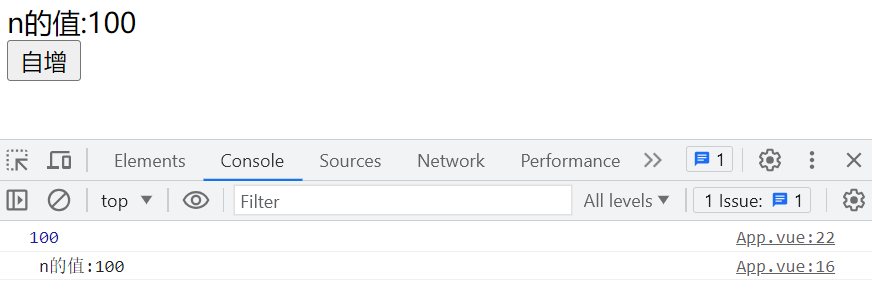 n的值:100
自增
Elements Console Sources Network Performance 1
top Filter All levels 1 Issue: 1
100 App.vue:22
n的值:100 App.vue:16